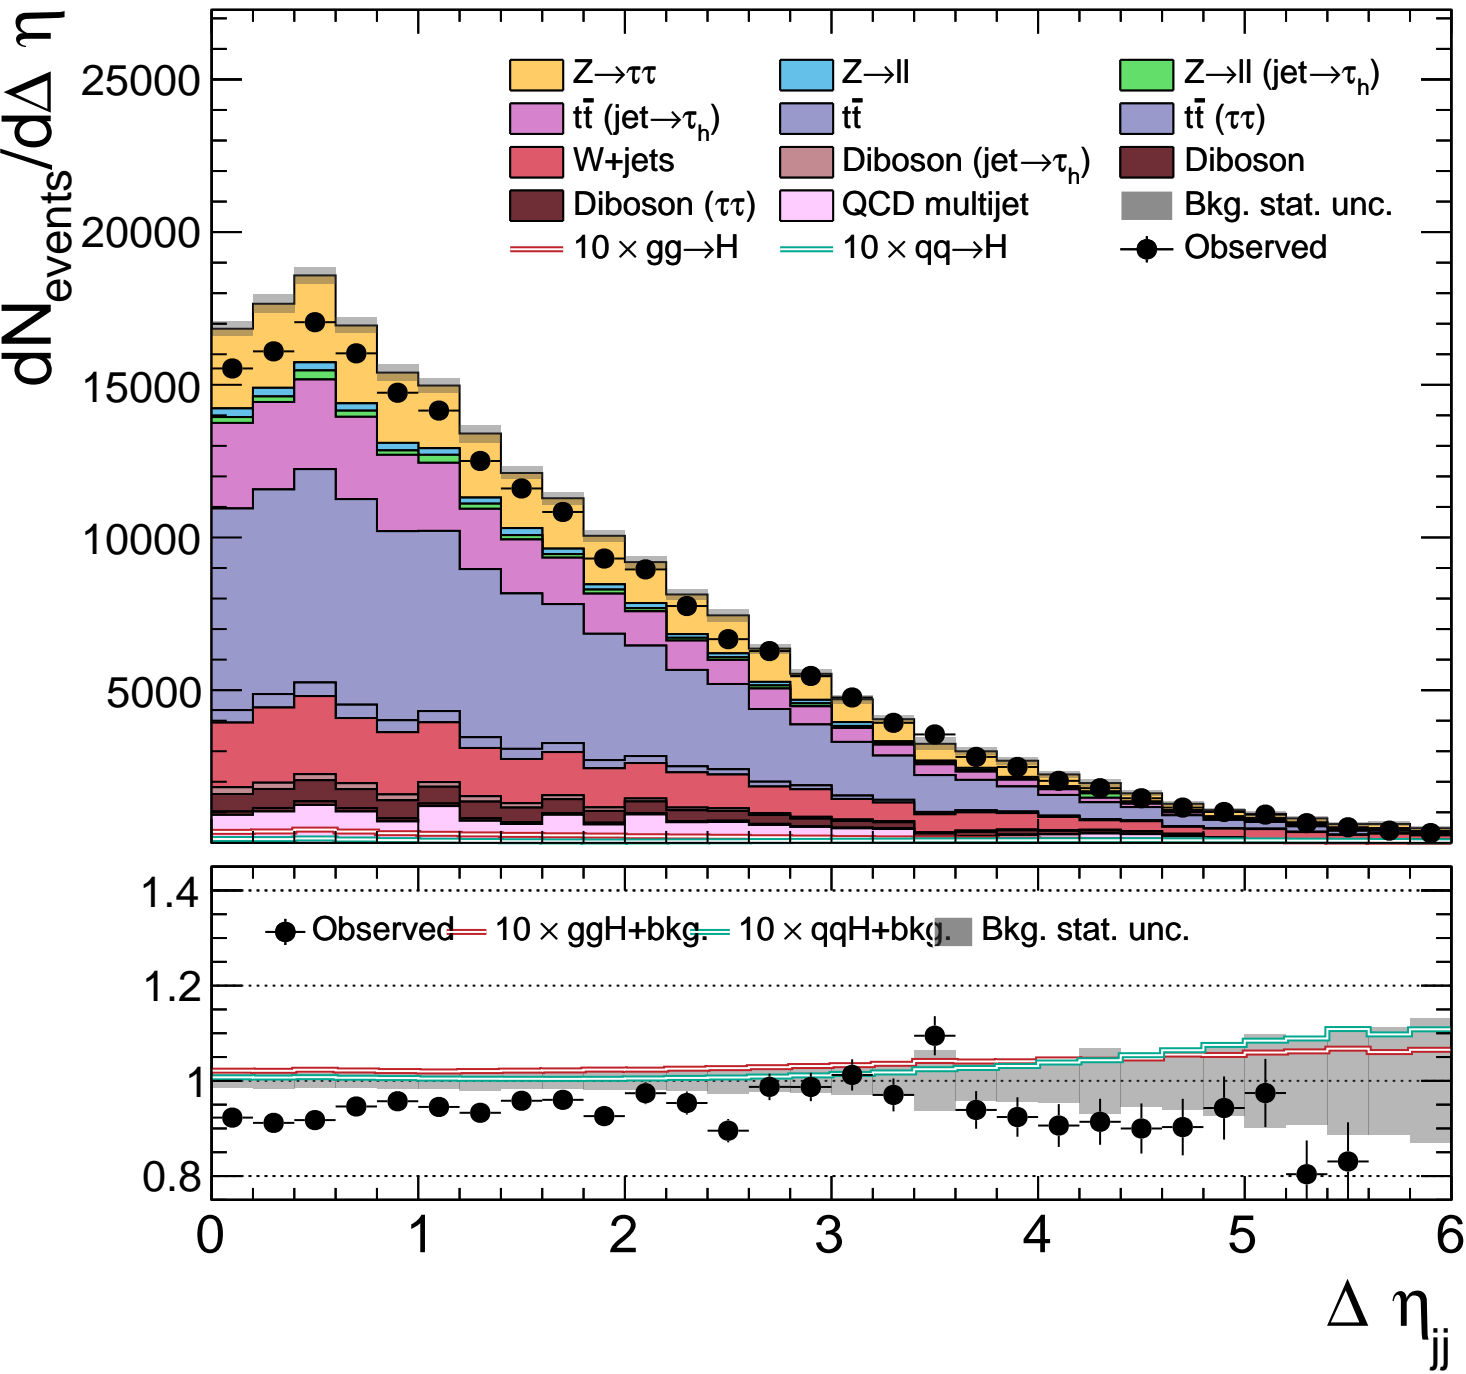 dN_events/dΔ η
25000
20000
15000
10000
5000
Z→ττ Z→ll Z→ll (jet→τ_h)
tt̄ (jet→τ_h) tt̄ tt̄ (ττ)
W+jets Diboson (jet→τ_h) Diboson
Diboson (ττ) QCD multijet Bkg. stat. unc.
10 × gg→H 10 × qq→H Observed
1.4
1.2
1
0.8
Observed 10 × ggH+bkg. 10 × qqH+bkg. Bkg. stat. unc.
0 1 2 3 4 5 6
Δ η_jj